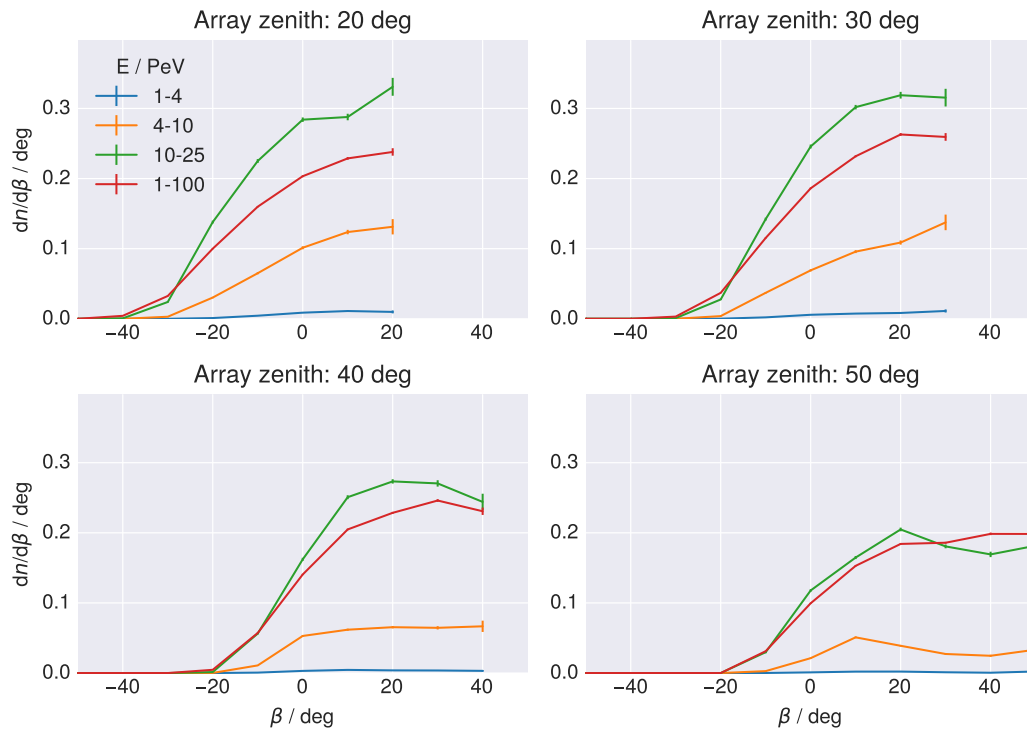 Array zenith: 20 deg
Array zenith: 30 deg
E / PeV
1-4
4-10
10-25
1-100
dn/dβ / deg
0.3
0.2
0.1
0.0
−40 −20 0 20 40
0.3
0.2
0.1
0.0
−40 −20 0 20 40
Array zenith: 40 deg
Array zenith: 50 deg
dn/dβ / deg
0.3
0.2
0.1
0.0
−40 −20 0 20 40
β / deg
0.3
0.2
0.1
0.0
−40 −20 0 20 40
β / deg